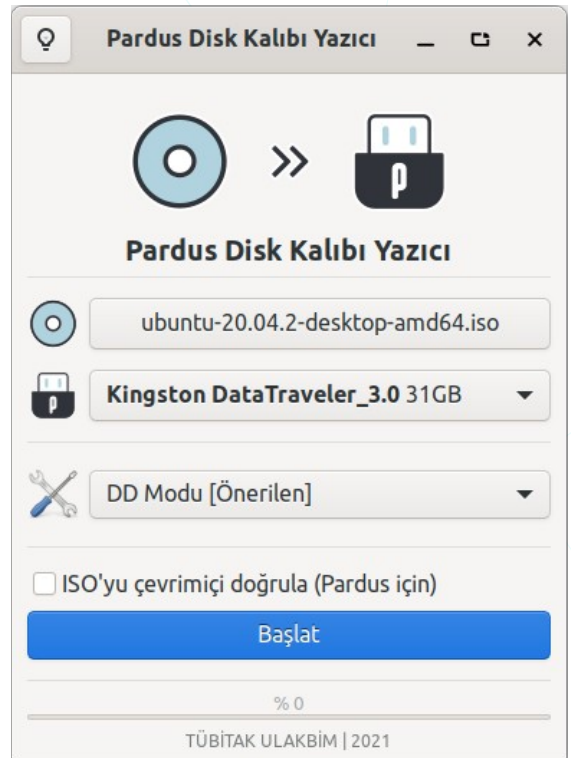 Pardus Disk Kalıbı Yazıcı
Pardus Disk Kalıbı Yazıcı
ubuntu-20.04.2-desktop-amd64.iso
Kingston DataTraveler_3.0 31GB
DD Modu [Önerilen]
ISO'yu çevrimiçi doğrula (Pardus için)
Başlat
% 0
TÜBİTAK ULAKBİM | 2021